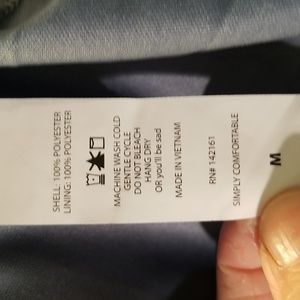 SHELL: 100% POLYESTER
LINING: 100% POLYESTER
MACHINE WASH COLD
GENTLE CYCLE
DO NOT BLEACH
HANG DRY
OR you'll be sad
MADE IN VIETNAM
RN# 142161
SIMPLY COMFORTABLE
M